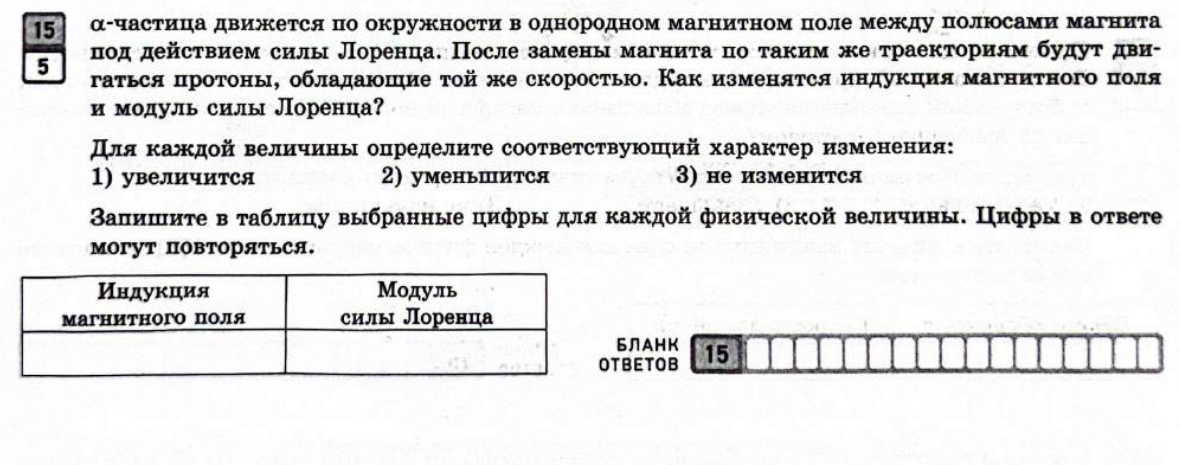 15
5
α-частица движется по окружности в однородном магнитном поле между полюсами магнита
под действием силы Лоренца. После замены магнита по таким же траекториям будут дви-
гаться протоны, обладающие той же скоростью. Как изменятся индукция магнитного поля
и модуль силы Лоренца?
Для каждой величины определите соответствующий характер изменения:
1) увеличится 2) уменьшится 3) не изменится
Запишите в таблицу выбранные цифры для каждой физической величины. Цифры в ответе
могут повторяться.
Индукция
магнитного поля
Модуль
силы Лоренца
БЛАНК
ОТВЕТОВ
15